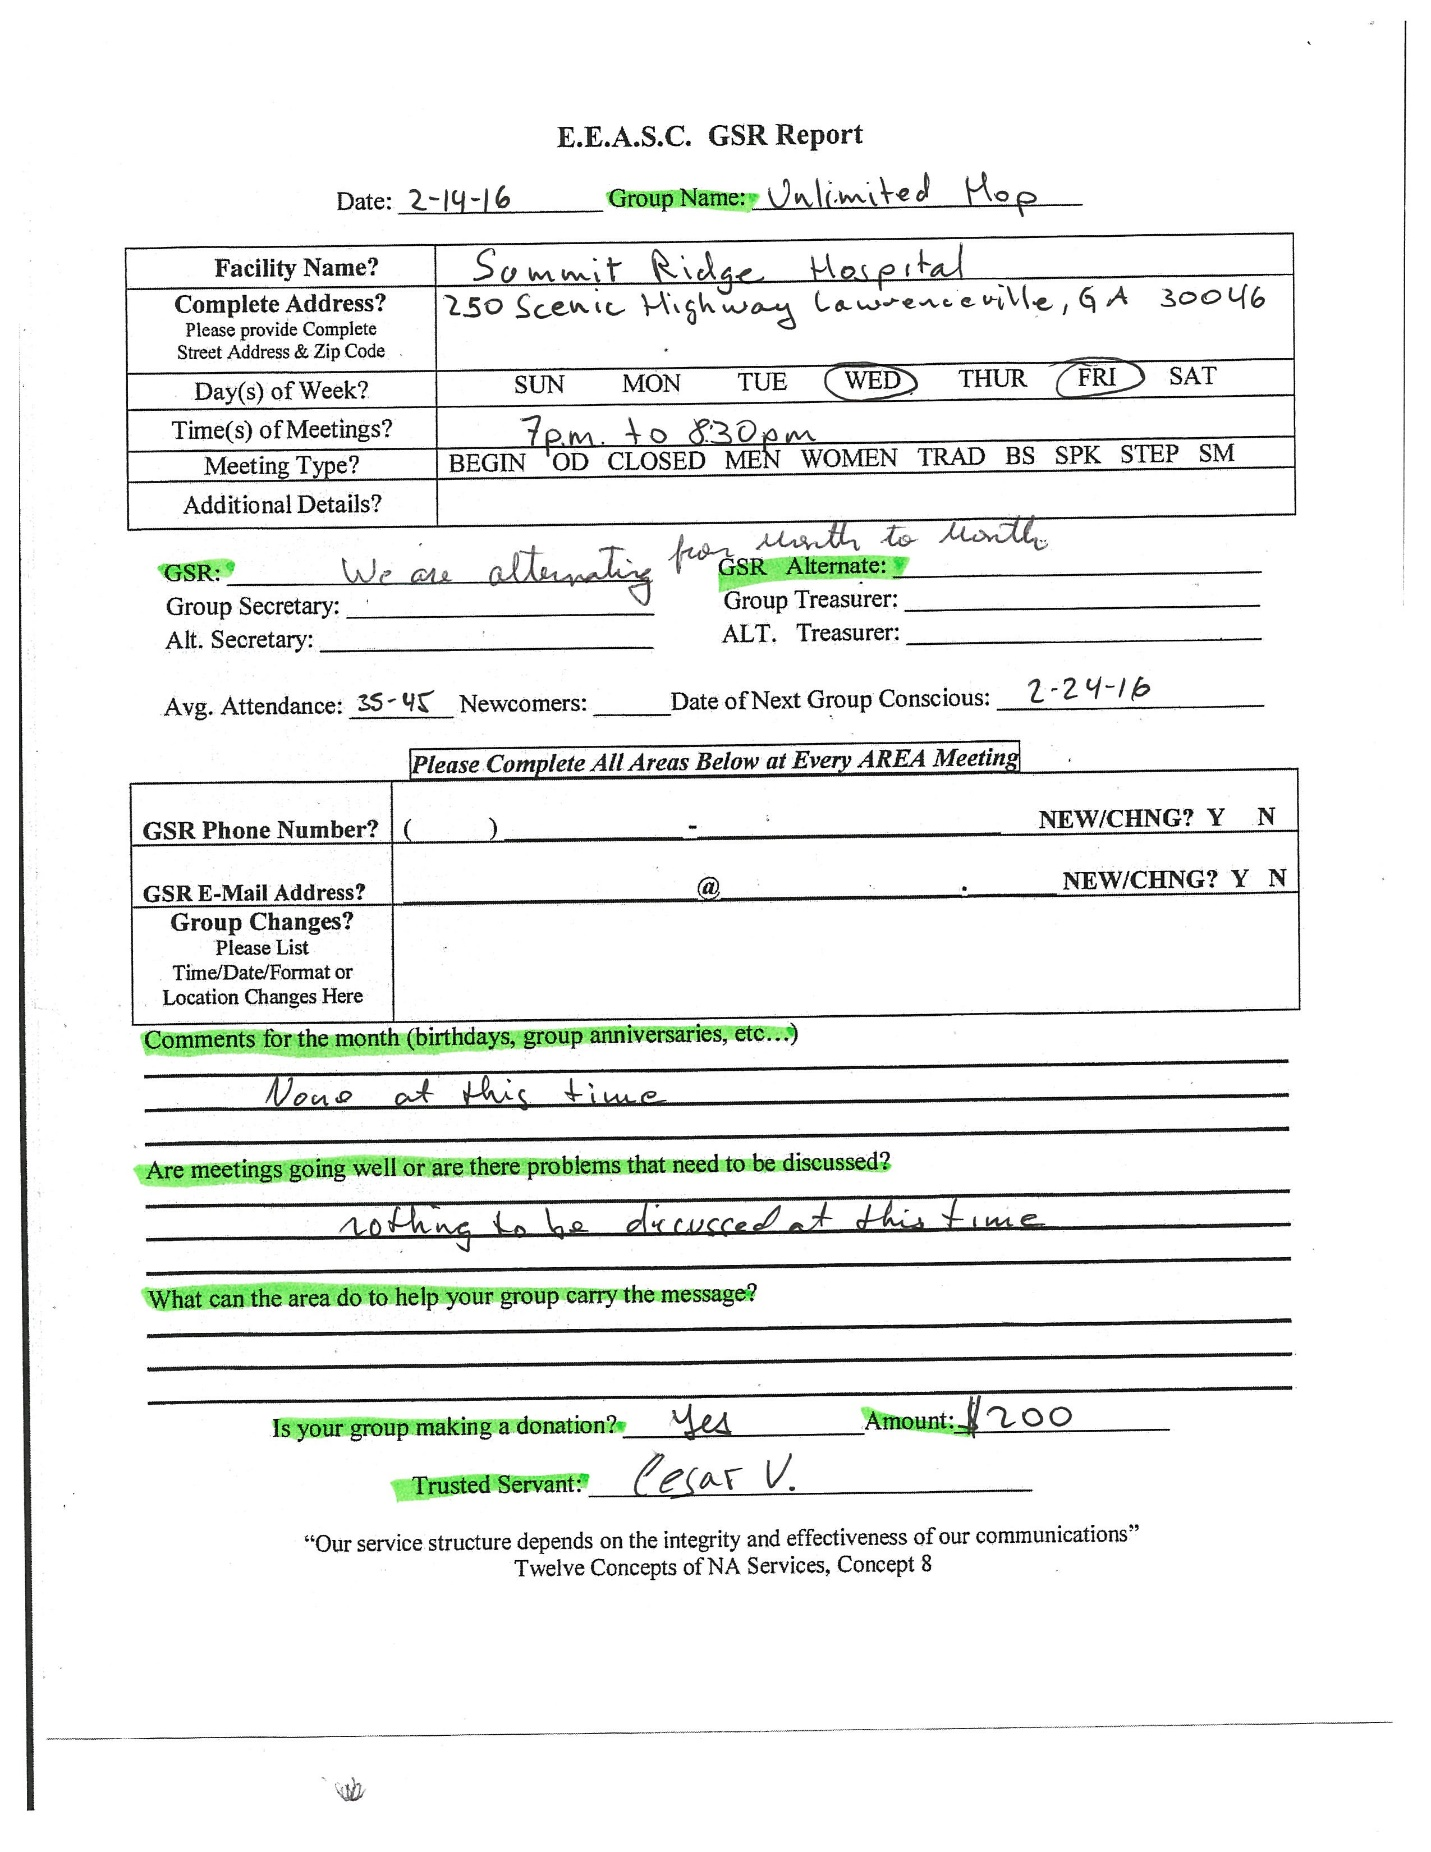 E.E.A.S.C. GSR Report
Date: 2-14-16 Group Name: Unlimited Hop
Facility Name? Summit Ridge Hospital
Complete Address? 250 Scenic Highway Lawrenceville, GA 30046
Please provide Complete
Street Address & Zip Code
Day(s) of Week? SUN MON TUE WED THUR FRI SAT
Time(s) of Meetings? 7p.m. to 8:30pm
Meeting Type? BEGIN OD CLOSED MEN WOMEN TRAD BS SPK STEP SM
Additional Details?
GSR: We are alternating from month to month GSR Alternate:
Group Secretary: Group Treasurer:
Alt. Secretary: ALT. Treasurer:
Avg. Attendance: 35-45 Newcomers: Date of Next Group Conscious: 2-24-16
Please Complete All Areas Below at Every AREA Meeting
GSR Phone Number? ( ) - NEW/CHNG? Y N
GSR E-Mail Address? @ . NEW/CHNG? Y N
Group Changes?
Please List
Time/Date/Format or
Location Changes Here
Comments for the month (birthdays, group anniversaries, etc...)
None at this time
Are meetings going well or are there problems that need to be discussed?
nothing to be dicussed at this time
What can the area do to help your group carry the message?
Is your group making a donation? Yes Amount: $200
Trusted Servant: Cesar V.
"Our service structure depends on the integrity and effectiveness of our communications"
Twelve Concepts of NA Services, Concept 8